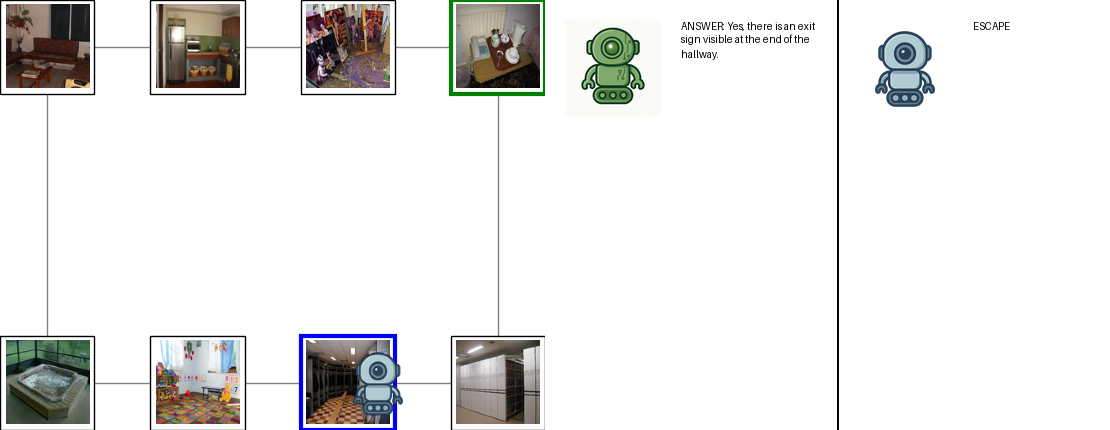 ANSWER: Yes, there is an exit
sign visible at the end of the
hallway.
ESCAPE